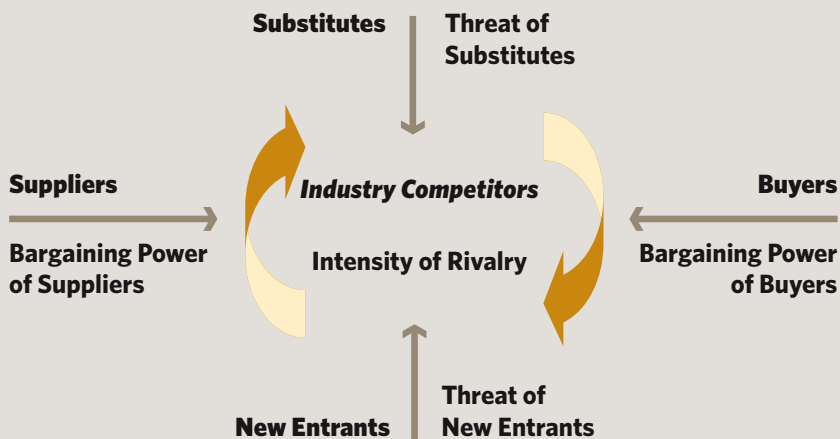 Substitutes
Threat of
Substitutes
Suppliers
Bargaining Power
of Suppliers
Industry Competitors
Intensity of Rivalry
Buyers
Bargaining Power
of Buyers
New Entrants
Threat of
New Entrants